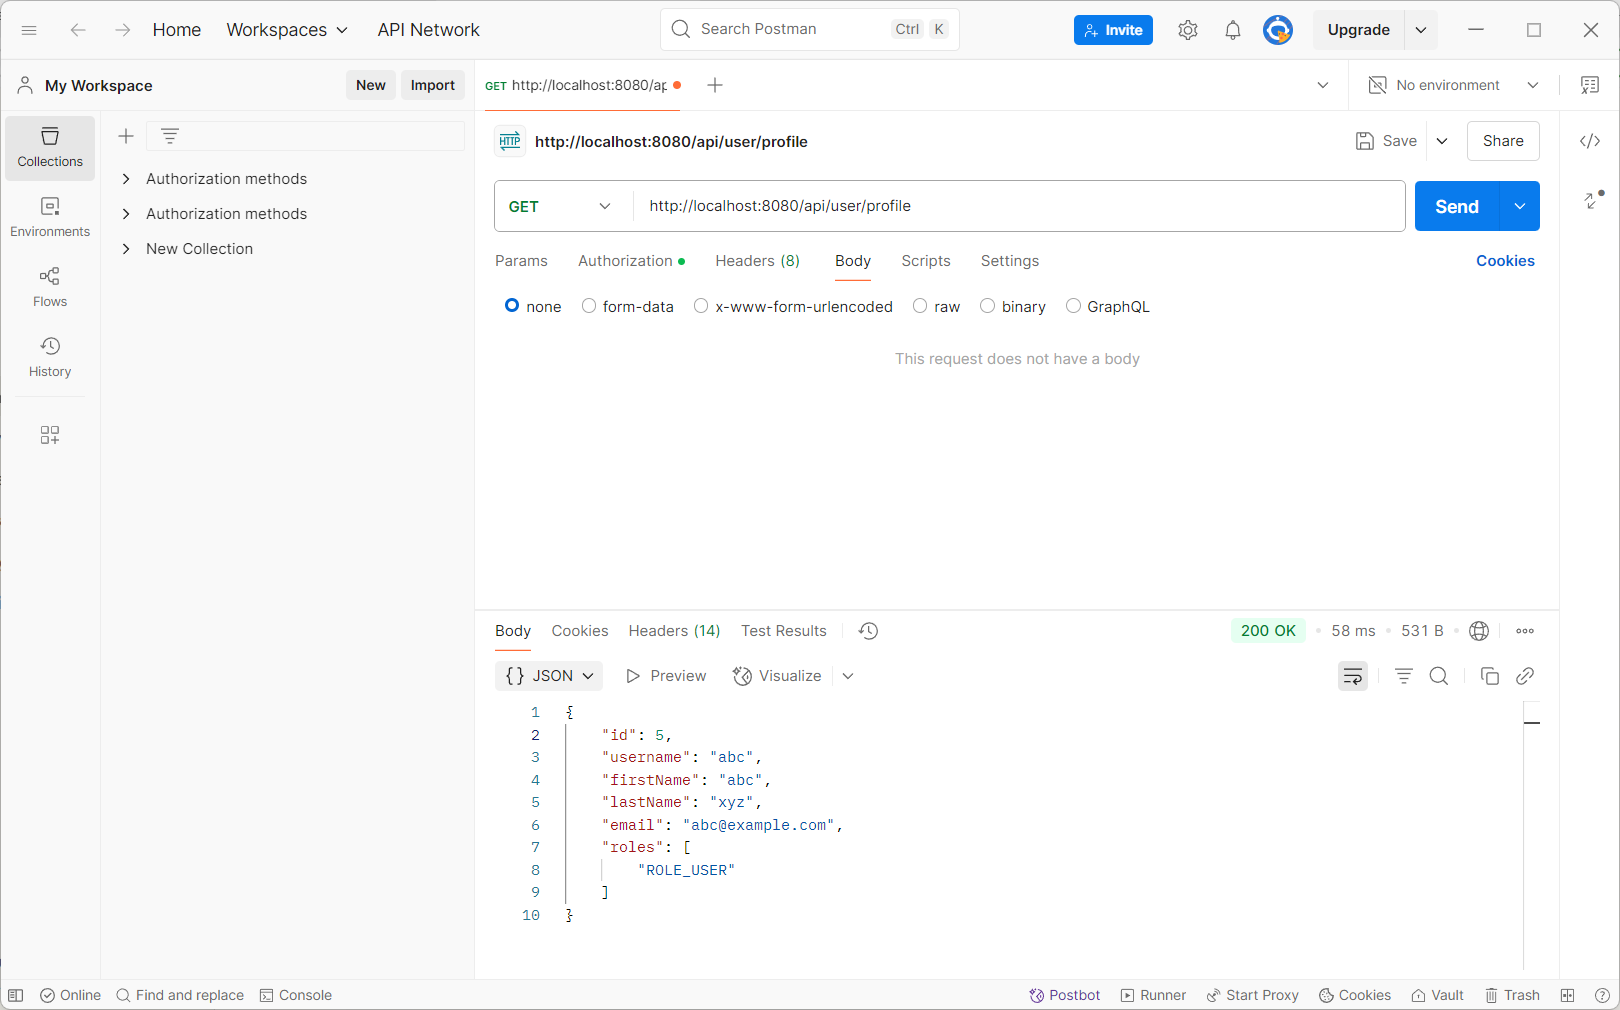 Home Workspaces API Network Search Postman Ctrl K Invite Upgrade
My Workspace New Import GET http://localhost:8080/ap No environment
Collections
Environments
Flows
History
Authorization methods
Authorization methods
New Collection
HTTP http://localhost:8080/api/user/profile Save Share
GET http://localhost:8080/api/user/profile Send
Params Authorization Headers (8) Body Scripts Settings Cookies
none form-data x-www-form-urlencoded raw binary GraphQL
This request does not have a body
Body Cookies Headers (14) Test Results 200 OK 58 ms 531 B
{} JSON Preview Visualize
1 {
2 "id": 5,
3 "username": "abc",
4 "firstName": "abc",
5 "lastName": "xyz",
6 "email": "abc@example.com",
7 "roles": [
8 "ROLE_USER"
9 ]
10 }
Online Find and replace Console Postbot Runner Start Proxy Cookies Vault Trash